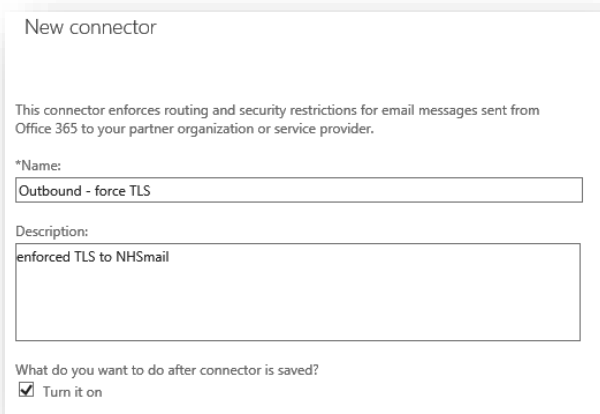 New connector
This connector enforces routing and security restrictions for email messages sent from
Office 365 to your partner organization or service provider.
*Name:
Outbound - force TLS
Description:
enforced TLS to NHSmail
What do you want to do after connector is saved?
Turn it on